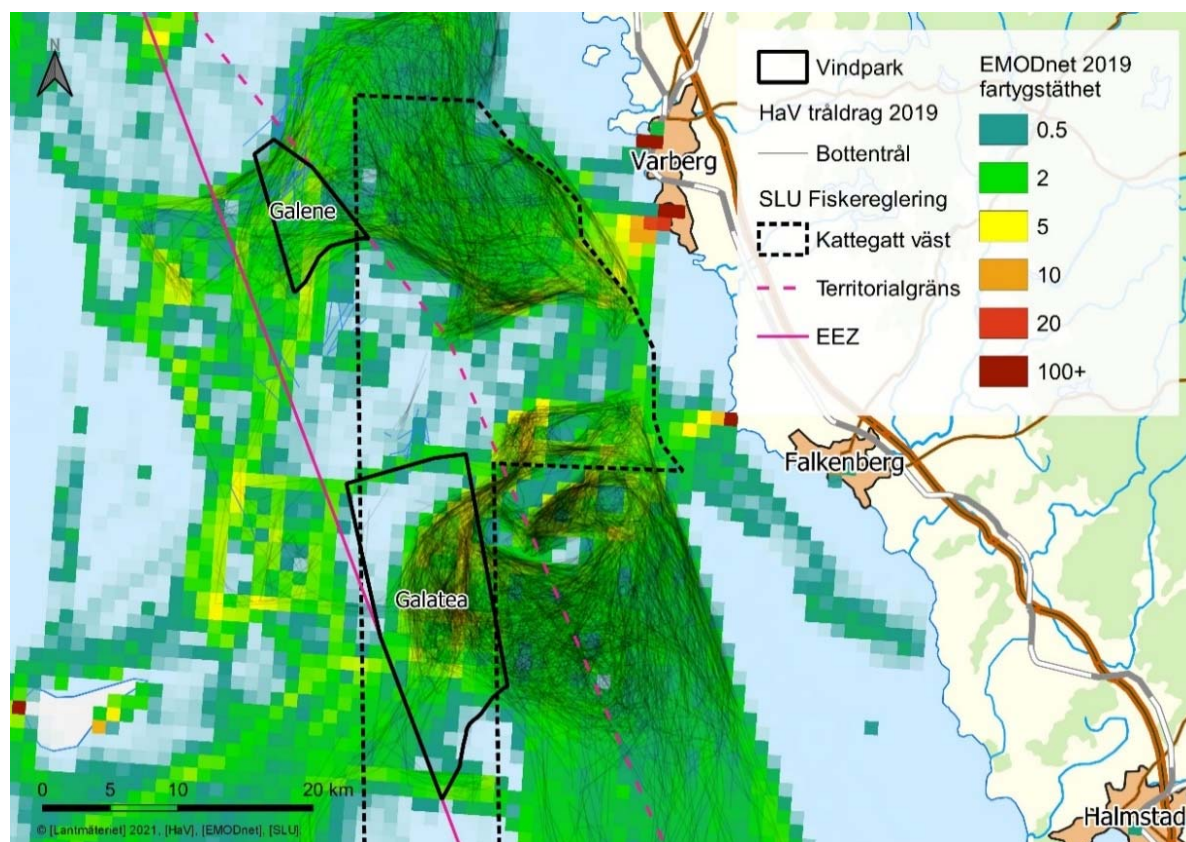 N
Vindpark
HaV tråldrag 2019
Bottentrål
SLU Fiskereglering
Kattegatt väst
Territorialgräns
EEZ
EMODnet 2019
fartygstäthet
0.5
2
5
10
20
100+
Varberg
Galene
Falkenberg
Galatea
Halmstad
0 5 10 20 km
© [Lantmäteriet] 2021, [HaV], [EMODnet], [SLU].